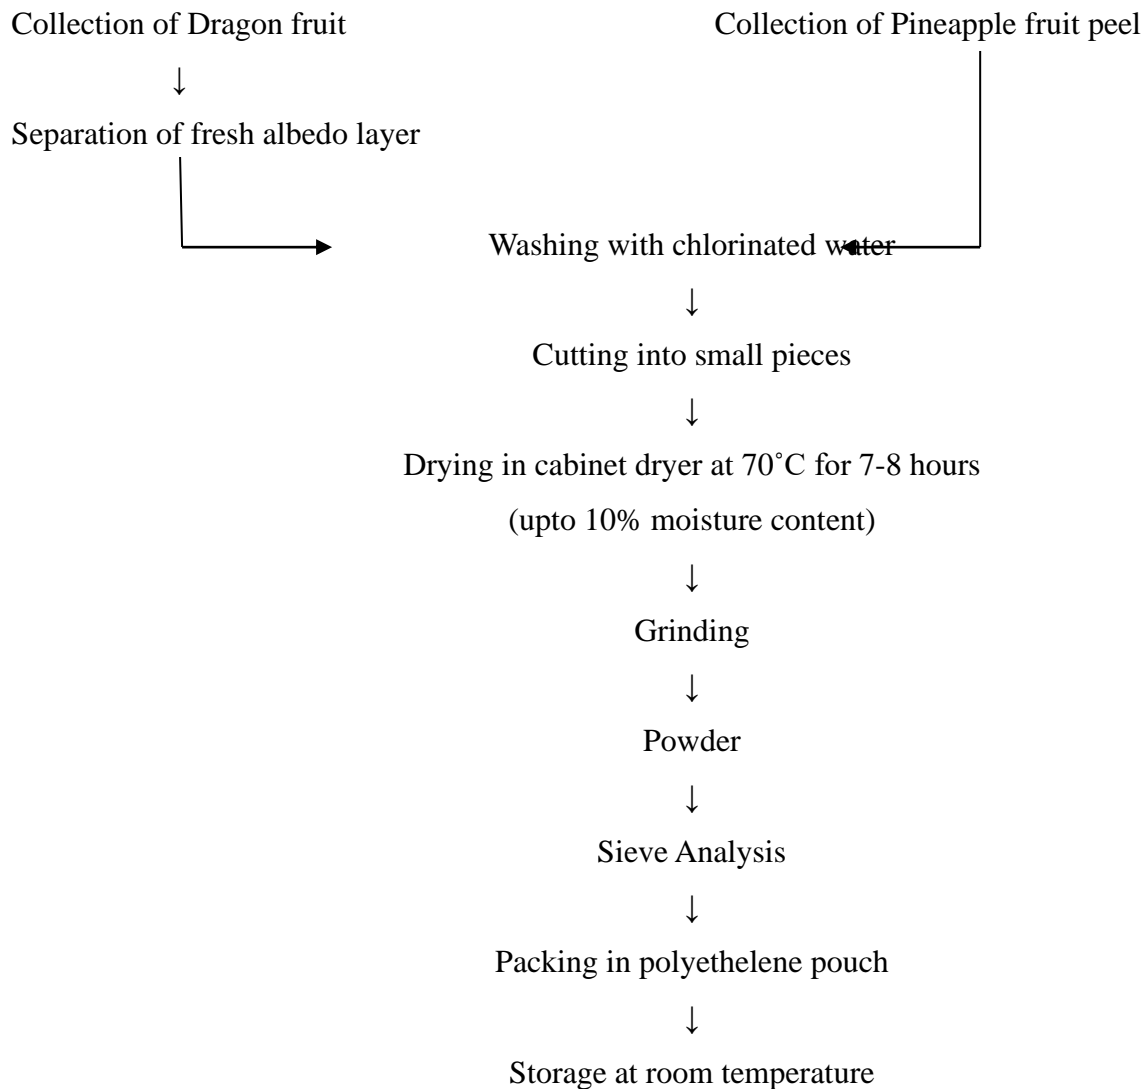 Collection of Dragon fruit
Collection of Pineapple fruit peel
↓
Separation of fresh albedo layer
Washing with chlorinated water
↓
Cutting into small pieces
↓
Drying in cabinet dryer at 70˚C for 7-8 hours
(upto 10% moisture content)
↓
Grinding
↓
Powder
↓
Sieve Analysis
↓
Packing in polyethelene pouch
↓
Storage at room temperature